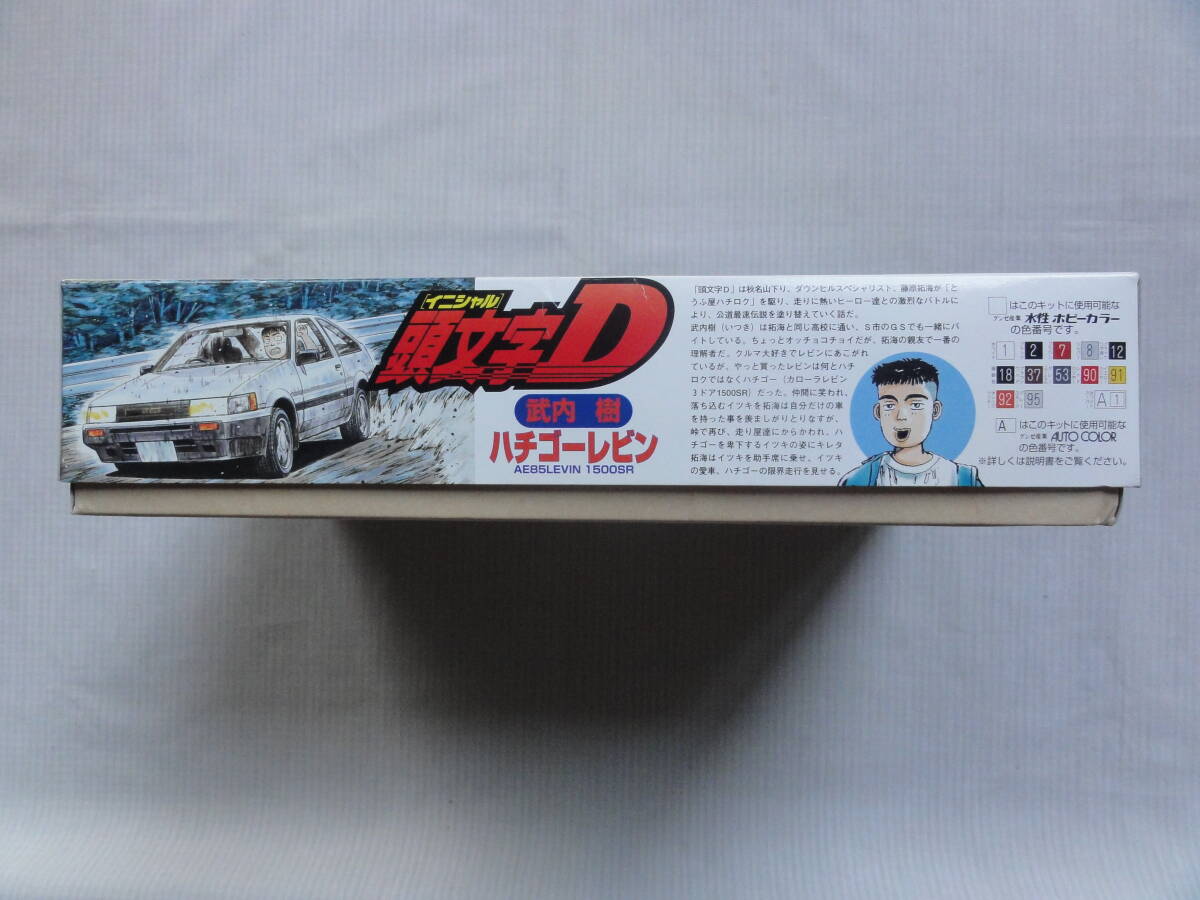 [イニシャル]
頭文字D
武内 樹
ハチゴーレビン
AE85LEVIN 1500SR
「頭文字D」は秋名山下り、ダウンヒルスペシャリスト、藤原拓海が「と
うふ屋ハチロク」を駆り、走りに熱いヒーロー達との激烈なバトルに
より、公道最速伝説を塗り替えていく話だ。
武内樹（いつき）は拓海と同じ高校に通い、S市のGSでも一緒にバ
イトしている。ちょっとオッチョコチョイだが、拓海の親友で一番の
理解者だ。クルマ大好きでレビンにあこがれ
ているが、やっと買ったレビンは何とハチ
ロクではなくハチゴー（カローラレビン
3ドア1500SR）だった。仲間に笑われ、
落ち込むイツキを拓海は自分だけの車
を持った事を羨ましがりとりなすが、
峠で再び、走り屋達にからかわれ、ハ
チゴーを卑下するイツキの姿にキレタ
拓海はイツキを助手席に乗せ、イツキ
の愛車、ハチゴーの限界走行を見せる。
はこのキットに使用可能な
グンゼ産業 水性ホビーカラー
の色番号です。
1 2 7 8 12
18 37 53 90 91
92 95 A 1
A はこのキットに使用可能な
グンゼ産業 AUTO COLOR
の色番号です。
※詳しくは説明書をご覧ください。